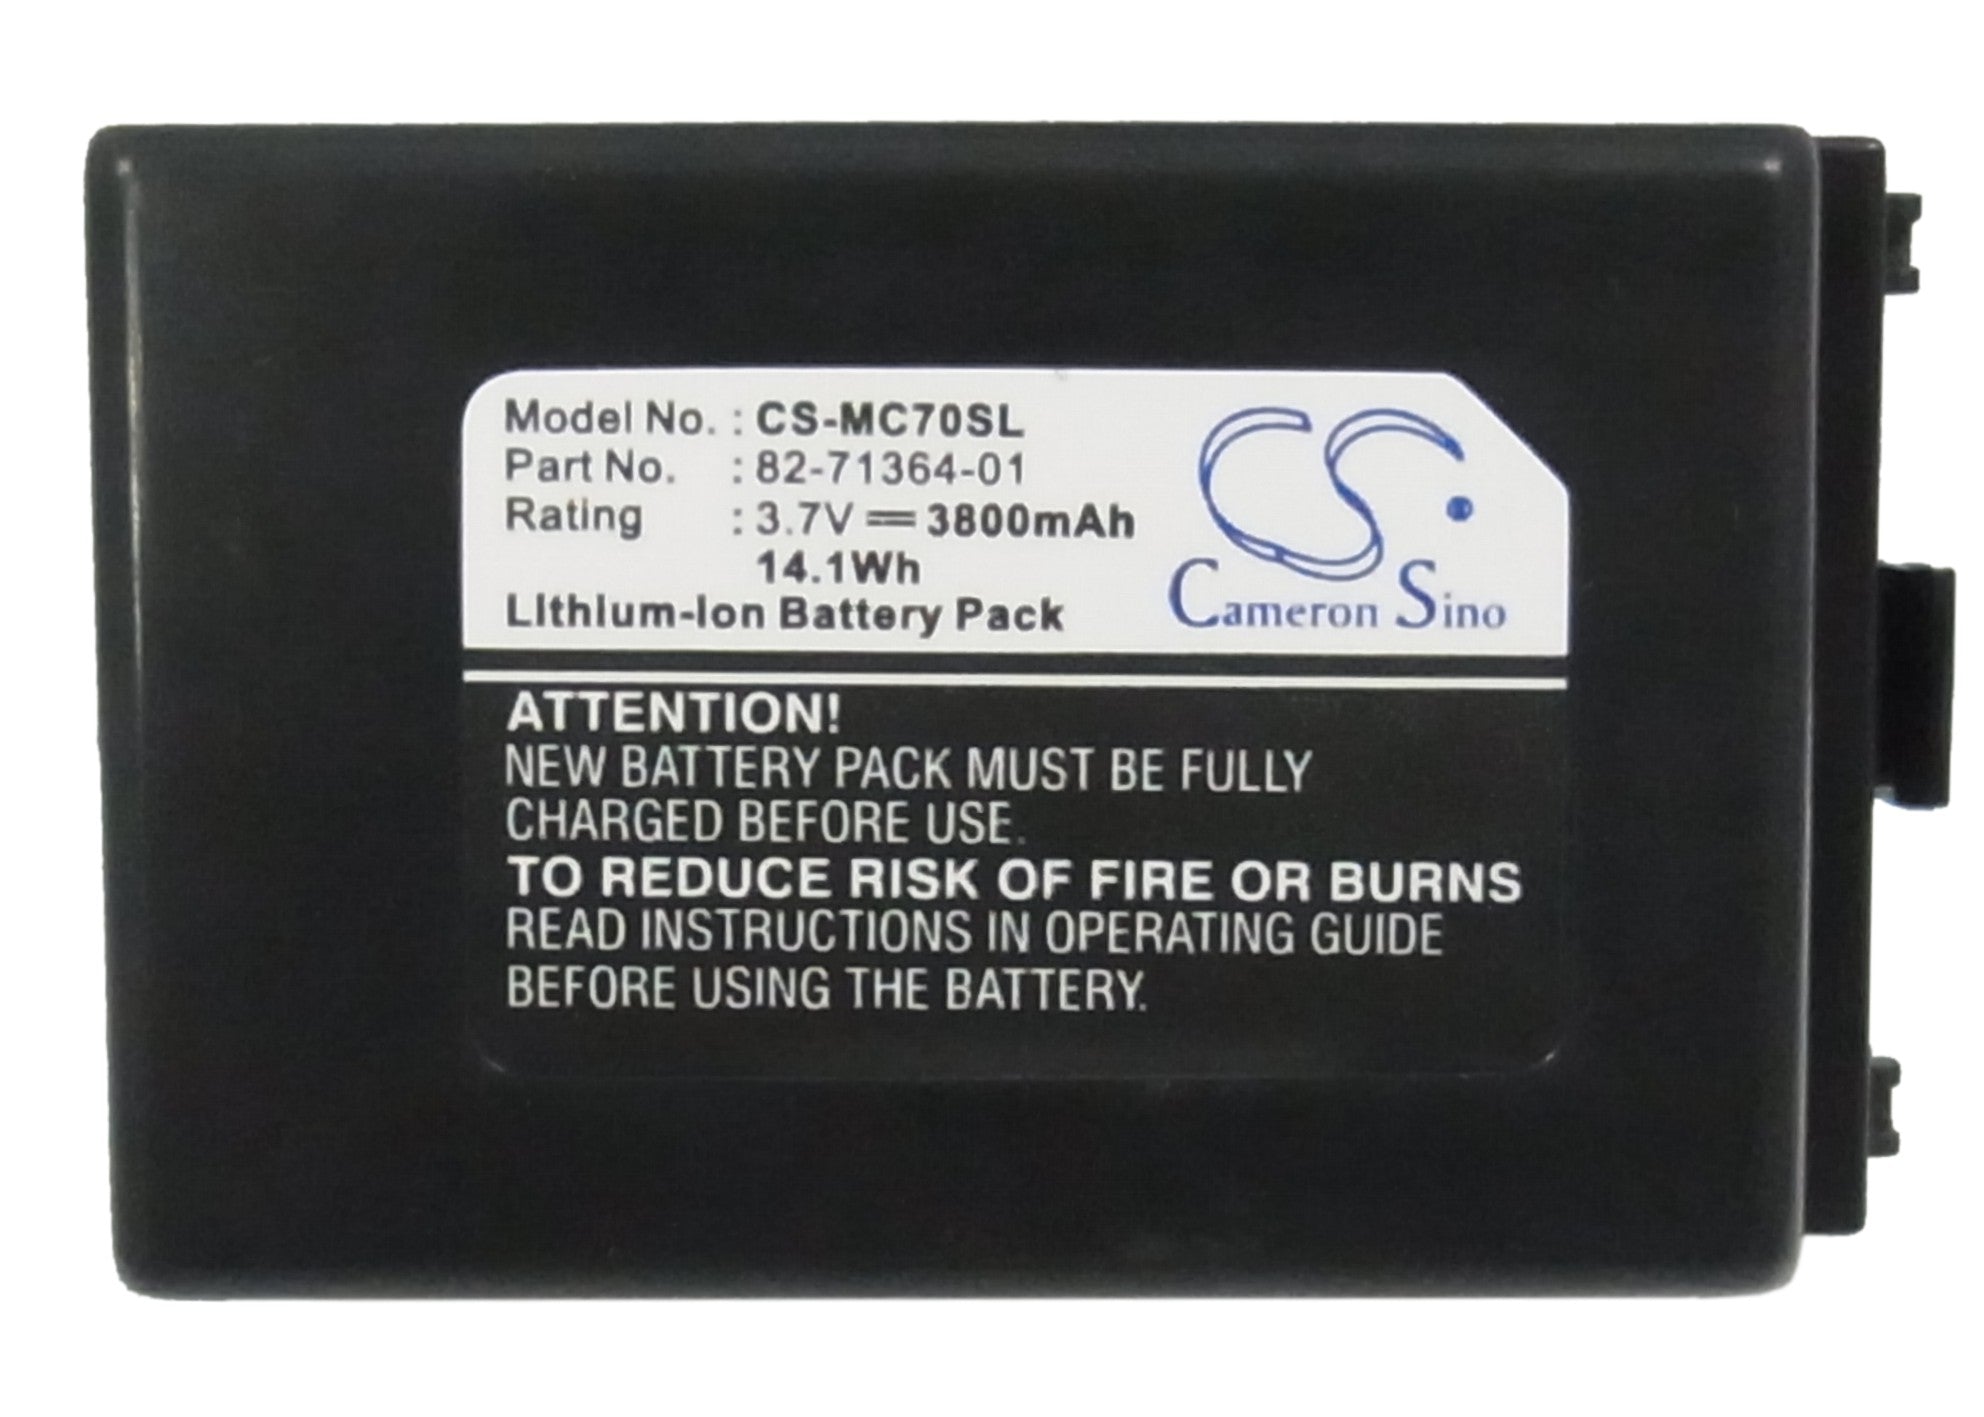 Model No. : CS-MC70SL
Part No. : 82-71364-01
Rating : 3.7V ⎓ 3800mAh
14.1Wh
Lithium-Ion Battery Pack
CS
Cameron Sino
ATTENTION!
NEW BATTERY PACK MUST BE FULLY
CHARGED BEFORE USE.
TO REDUCE RISK OF FIRE OR BURNS
READ INSTRUCTIONS IN OPERATING GUIDE
BEFORE USING THE BATTERY.